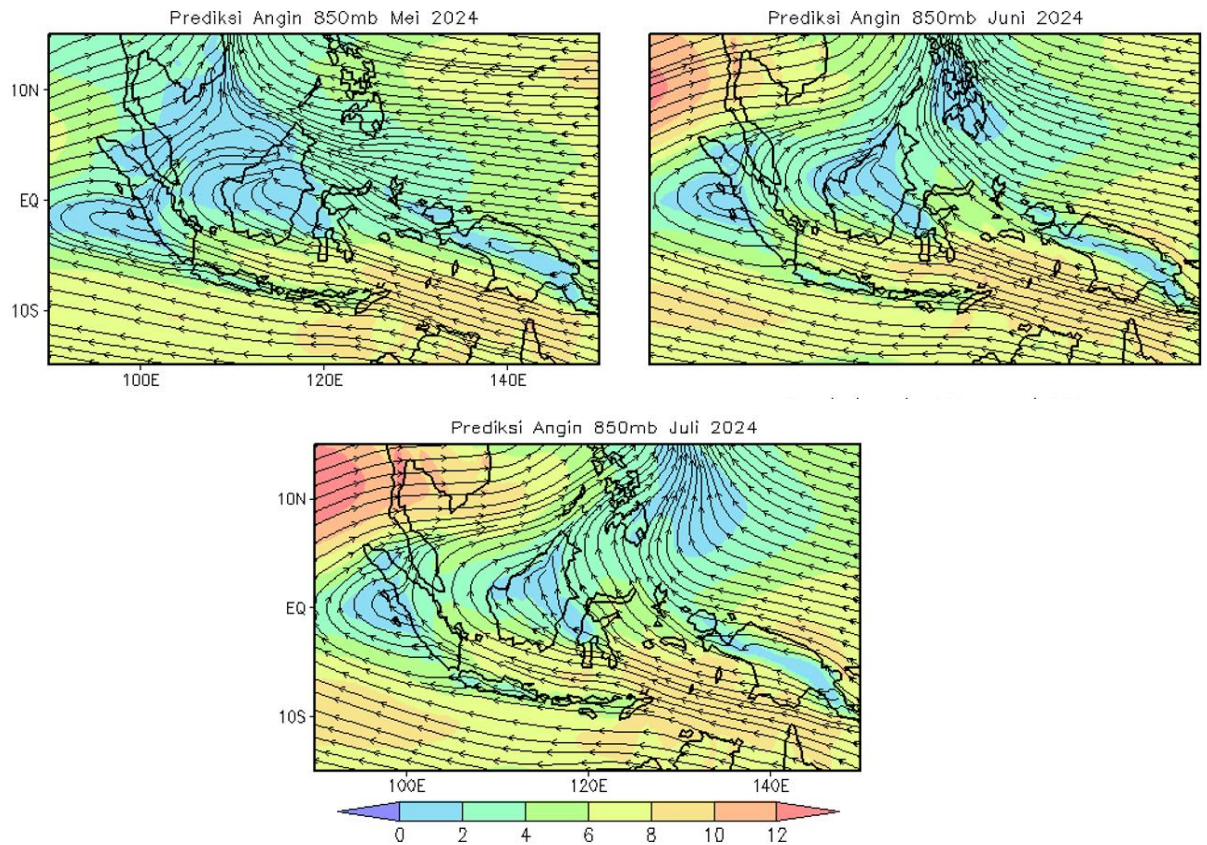 Prediksi Angin 850mb Mei 2024
Prediksi Angin 850mb Juni 2024
10N
EQ
10S
100E 120E 140E
Prediksi Angin 850mb Juli 2024
10N
EQ
10S
100E 120E 140E
0 2 4 6 8 10 12